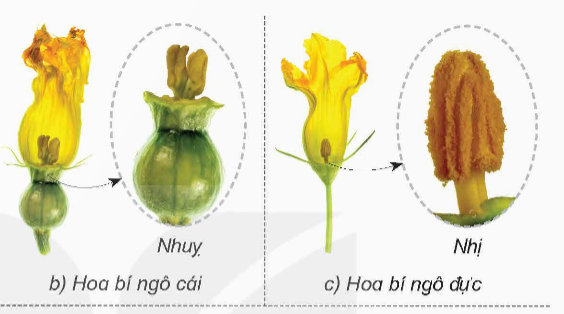 Nhuỵ
Nhị
b) Hoa bí ngô cái
c) Hoa bí ngô đực